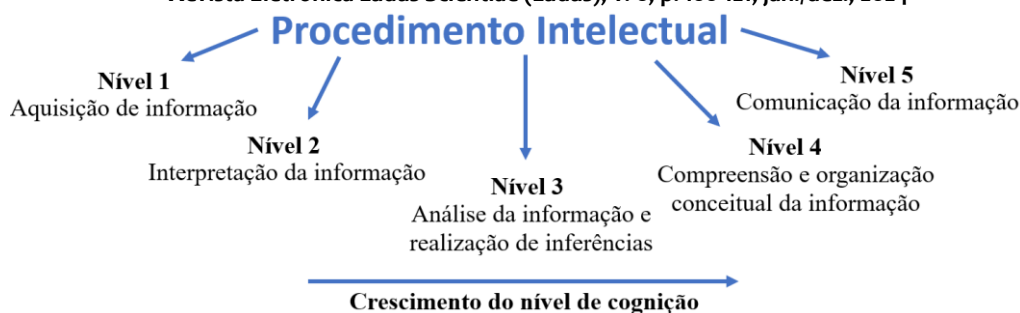 Procedimento Intelectual
Nível 1
Aquisição de informação
Nível 2
Interpretação da informação
Nível 3
Análise da informação e
realização de inferências
Nível 4
Compreensão e organização
conceitual da informação
Nível 5
Comunicação da informação
Crescimento do nível de cognição